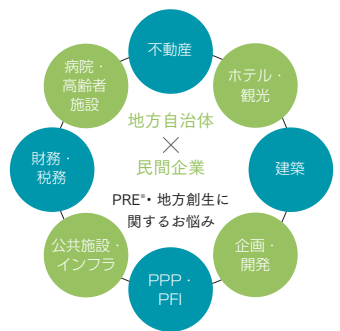 不動産
病院・
高齢者
施設
ホテル・
観光
地方自治体
×
民間企業
財務・
税務
建築
PRE※・地方創生に
関するお悩み
公共施設・
インフラ
企画・
開発
PPP・
PFI